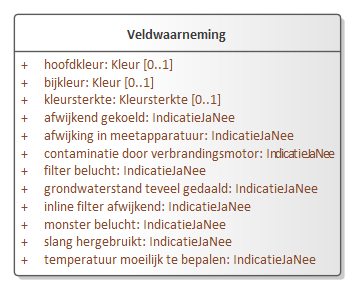 Veldwaarneming
+ hoofdkleur: Kleur [0..1]
+ bijkleur: Kleur [0..1]
+ kleursterkte: Kleursterkte [0..1]
+ afwijkend gekoeld: IndicatieJaNee
+ afwijking in meetapparatuur: IndicatieJaNee
+ contaminatie door verbrandingsmotor: IndicatieJaNee
+ filter belucht: IndicatieJaNee
+ grondwaterstand teveel gedaald: IndicatieJaNee
+ inline filter afwijkend: IndicatieJaNee
+ monster belucht: IndicatieJaNee
+ slang hergebruikt: IndicatieJaNee
+ temperatuur moeilijk te bepalen: IndicatieJaNee